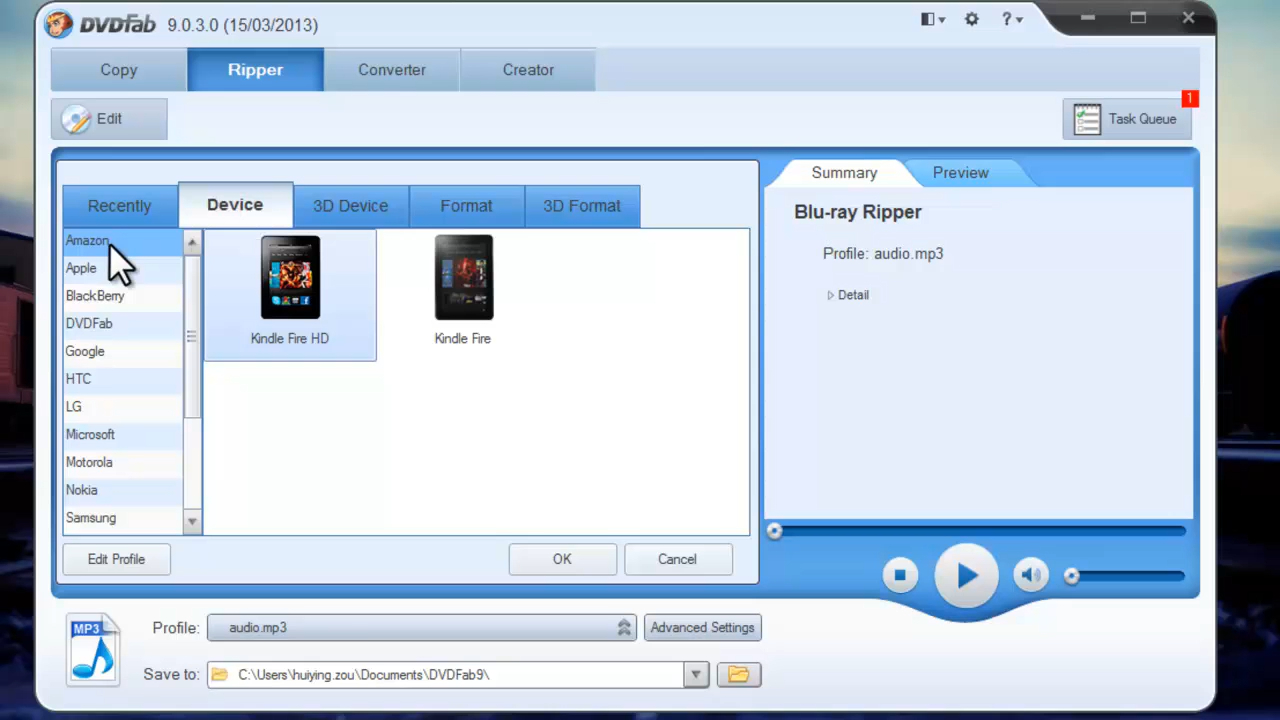 DVDFab 9.0.3.0 (15/03/2013)
?
Copy
Ripper
Converter
Creator
Edit
Task Queue
1
Recently
Device
3D Device
Format
3D Format
Amazon
Apple
BlackBerry
DVDFab
Google
HTC
LG
Microsoft
Motorola
Nokia
Samsung
Kindle Fire HD
Kindle Fire
Edit Profile
OK
Cancel
Summary
Preview
Blu-ray Ripper
Profile: audio.mp3
Detail
MP3
Profile:
audio.mp3
Advanced Settings
Save to:
C:\Users\huiying.zou\Documents\DVDFab9\